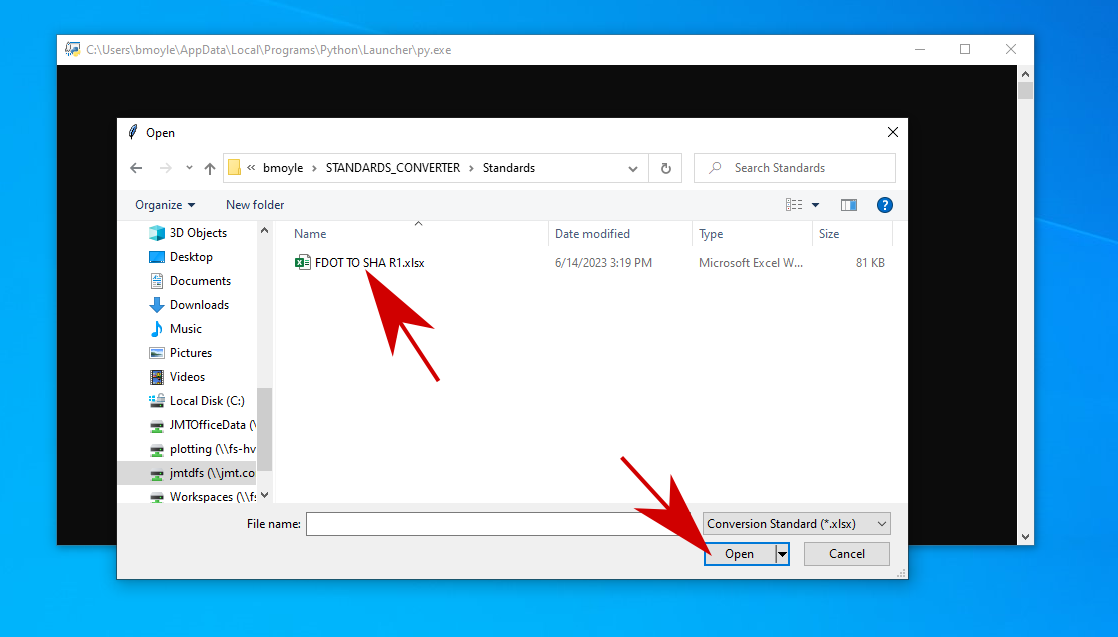 C:\Users\bmoyle\AppData\Local\Programs\Python\Launcher\py.exe
Open
« bmoyle › STANDARDS_CONVERTER › Standards
Search Standards
Organize
New folder
?
Name
Date modified
Type
Size
3D Objects
Desktop
Documents
Downloads
Music
Pictures
Videos
Local Disk (C:)
JMTOfficeData (\
plotting (\\fs-hv
jmtdfs (\\jmt.co
Workspaces (\\fs
FDOT TO SHA R1.xlsx
6/14/2023 3:19 PM
Microsoft Excel W...
81 KB
File name:
Conversion Standard (*.xlsx)
Open
Cancel